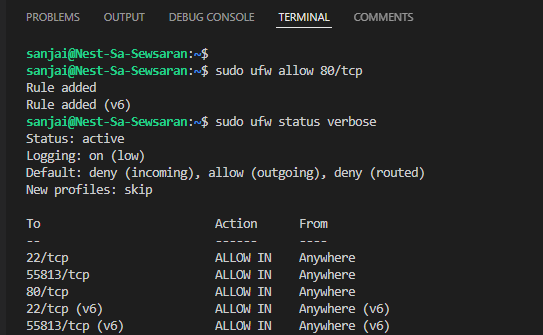 PROBLEMS OUTPUT DEBUG CONSOLE TERMINAL COMMENTS
sanjai@Nest-Sa-Sewsaran:~$
sanjai@Nest-Sa-Sewsaran:~$ sudo ufw allow 80/tcp
Rule added
Rule added (v6)
sanjai@Nest-Sa-Sewsaran:~$ sudo ufw status verbose
Status: active
Logging: on (low)
Default: deny (incoming), allow (outgoing), deny (routed)
New profiles: skip
To Action From
-- ------ ----
22/tcp ALLOW IN Anywhere
55813/tcp ALLOW IN Anywhere
80/tcp ALLOW IN Anywhere
22/tcp (v6) ALLOW IN Anywhere (v6)
55813/tcp (v6) ALLOW IN Anywhere (v6)